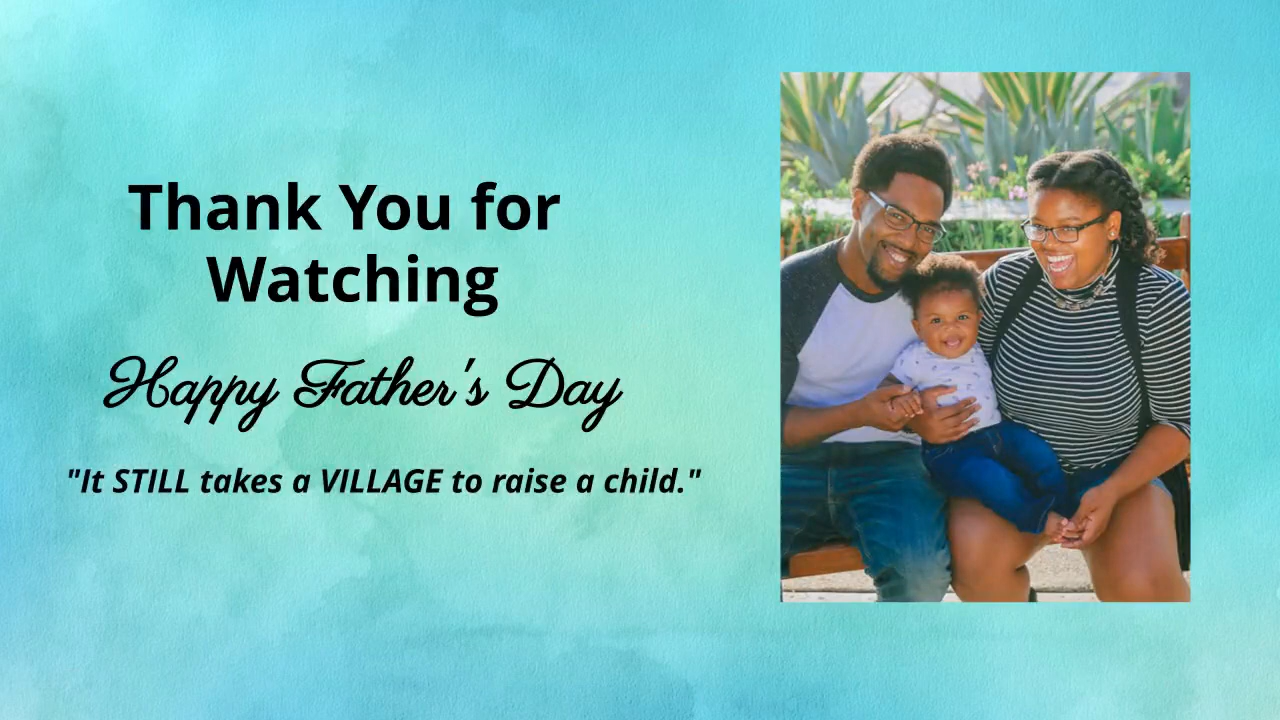 Thank You for
Watching
Happy Father's Day
"It STILL takes a VILLAGE to raise a child."